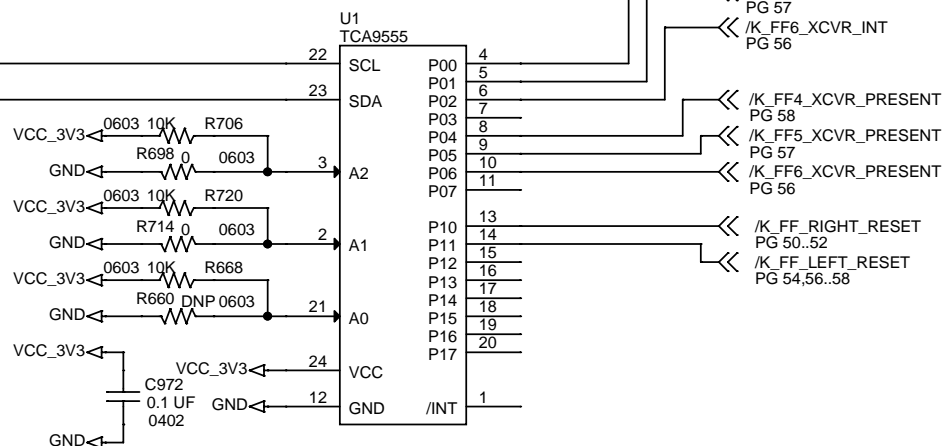 U1
TCA9555
PG 57
/K_FF6_XCVR_INT
PG 56
22 SCL P00 4
P01 5
23 SDA P02 6
P03 7
/K_FF4_XCVR_PRESENT
PG 58
P04 8
VCC_3V3 0603 10K R706
/K_FF5_XCVR_PRESENT
PG 57
P05 9
GND R698 0 0603 3 A2 P06 10
/K_FF6_XCVR_PRESENT
PG 56
P07 11
VCC_3V3 0603 10K R720
P10 13
/K_FF_RIGHT_RESET
PG 50..52
GND R714 0 0603 2 A1 P11 14
P12 15
/K_FF_LEFT_RESET
PG 54,56..58
VCC_3V3 0603 10K R668
P13 16
P14 17
GND R660 DNP 0603 21 A0 P15 18
P16 19
P17 20
VCC_3V3
VCC_3V3 24 VCC
C972
0.1 UF
0402
GND 12 GND /INT 1
GND